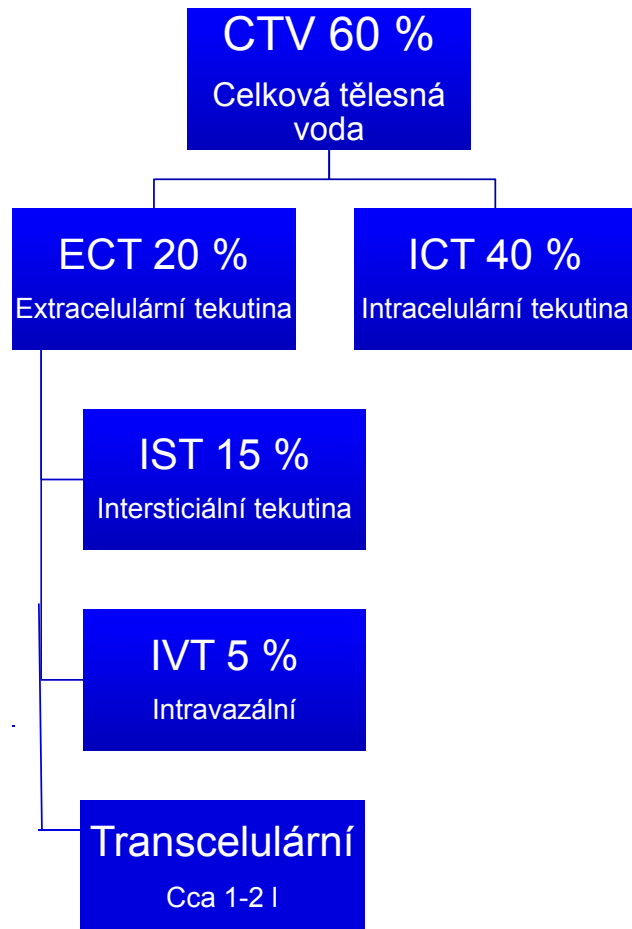 CTV 60 %
Celková tělesná
voda
ECT 20 %
Extracelulární tekutina
ICT 40 %
Intracelulární tekutina
IST 15 %
Intersticiální tekutina
IVT 5 %
Intravazální
Transcelulární
Cca 1-2 l